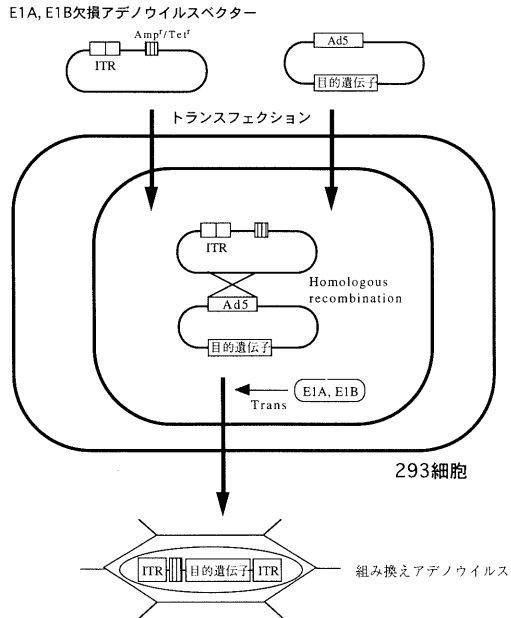 E1A, E1B欠損アデノウイルスベクター
Ampʳ/Tetʳ
ITR
Ad5
目的遺伝子
トランスフェクション
ITR
Homologous
recombination
Ad5
目的遺伝子
E1A, E1B
Trans
293細胞
ITR 目的遺伝子 ITR
組み換えアデノウイルス